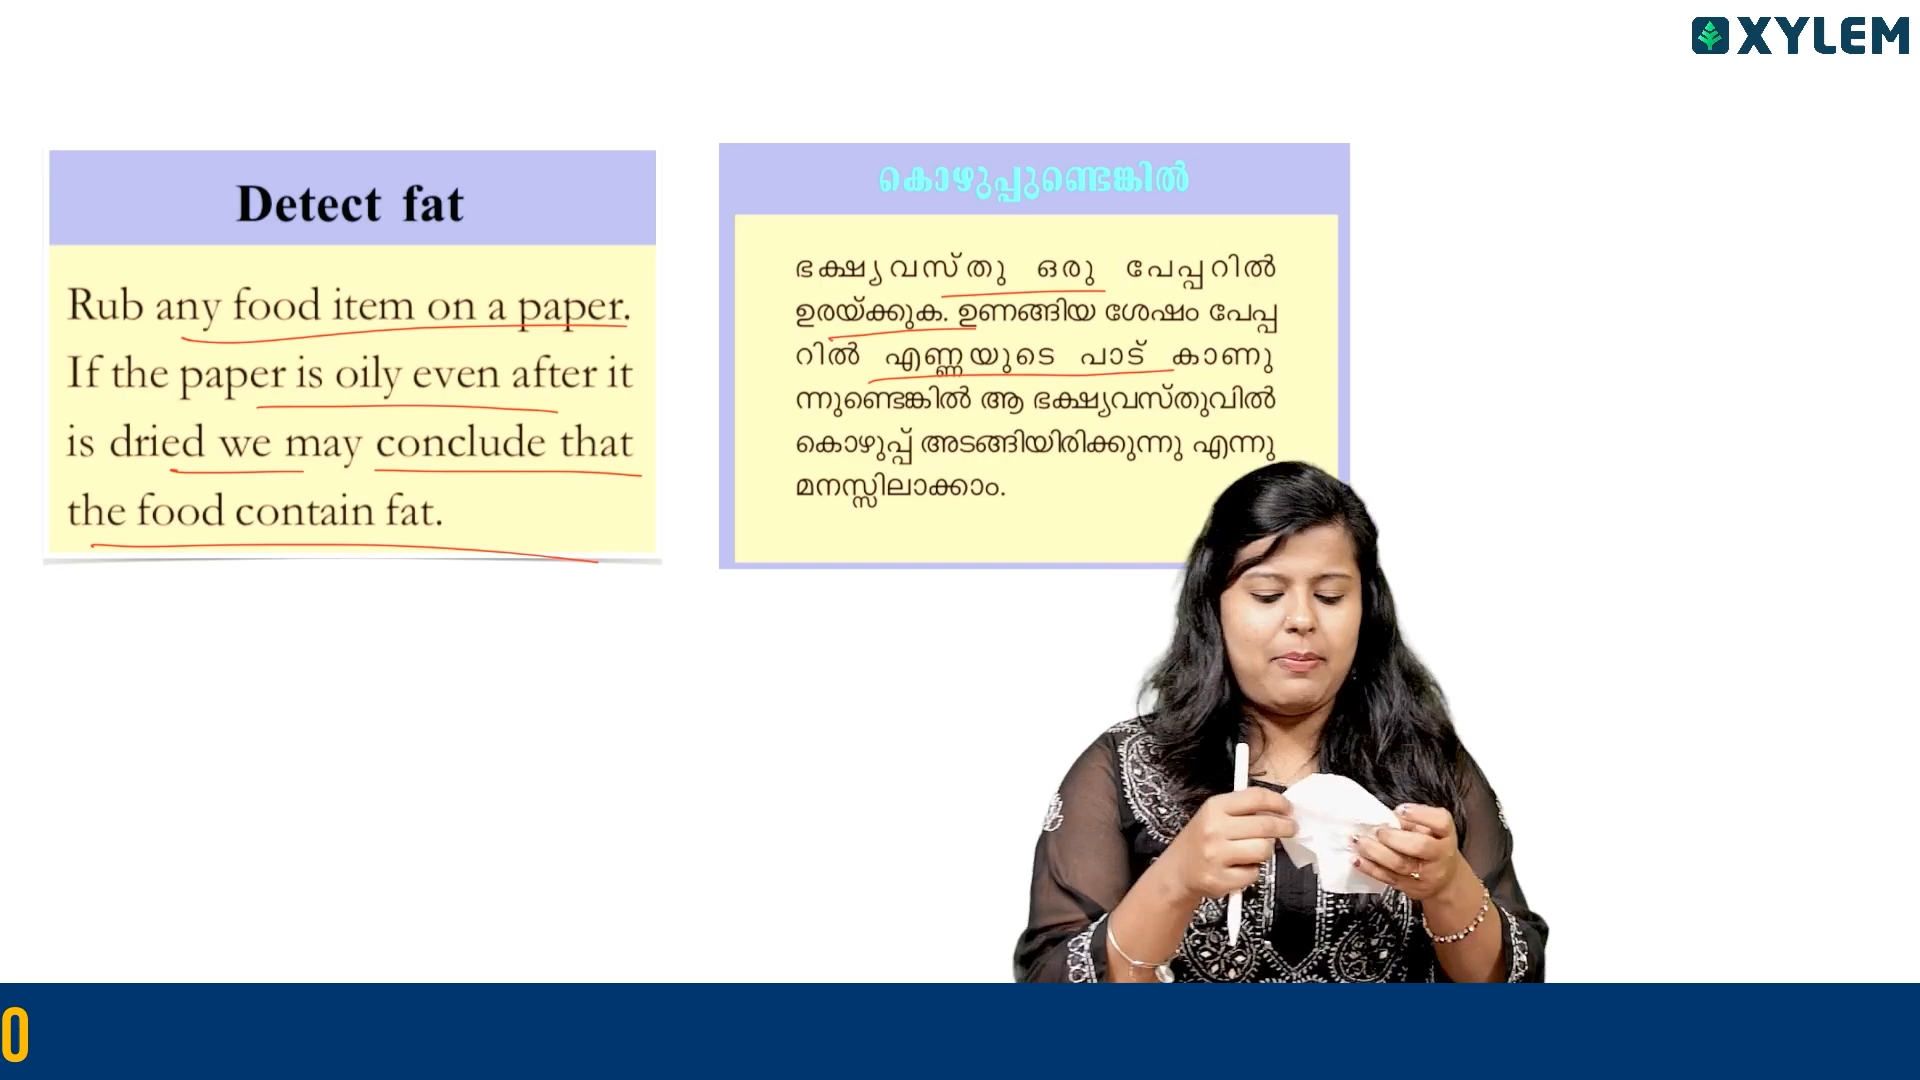 XYLEM
Detect fat
Rub any food item on a paper.
If the paper is oily even after it
is dried we may conclude that
the food contain fat.
കൊഴുപ്പുണ്ടെങ്കിൽ
ഭക്ഷ്യവസ്തു ഒരു പേപ്പറിൽ
ഉരയ്ക്കുക. ഉണങ്ങിയ ശേഷം പേപ്പ
റിൽ എണ്ണയുടെ പാട് കാണു
ന്നുണ്ടെങ്കിൽ ആ ഭക്ഷ്യവസ്തുവിൽ
കൊഴുപ്പ് അടങ്ങിയിരിക്കുന്നു എന്നു
മനസ്സിലാക്കാം.
0